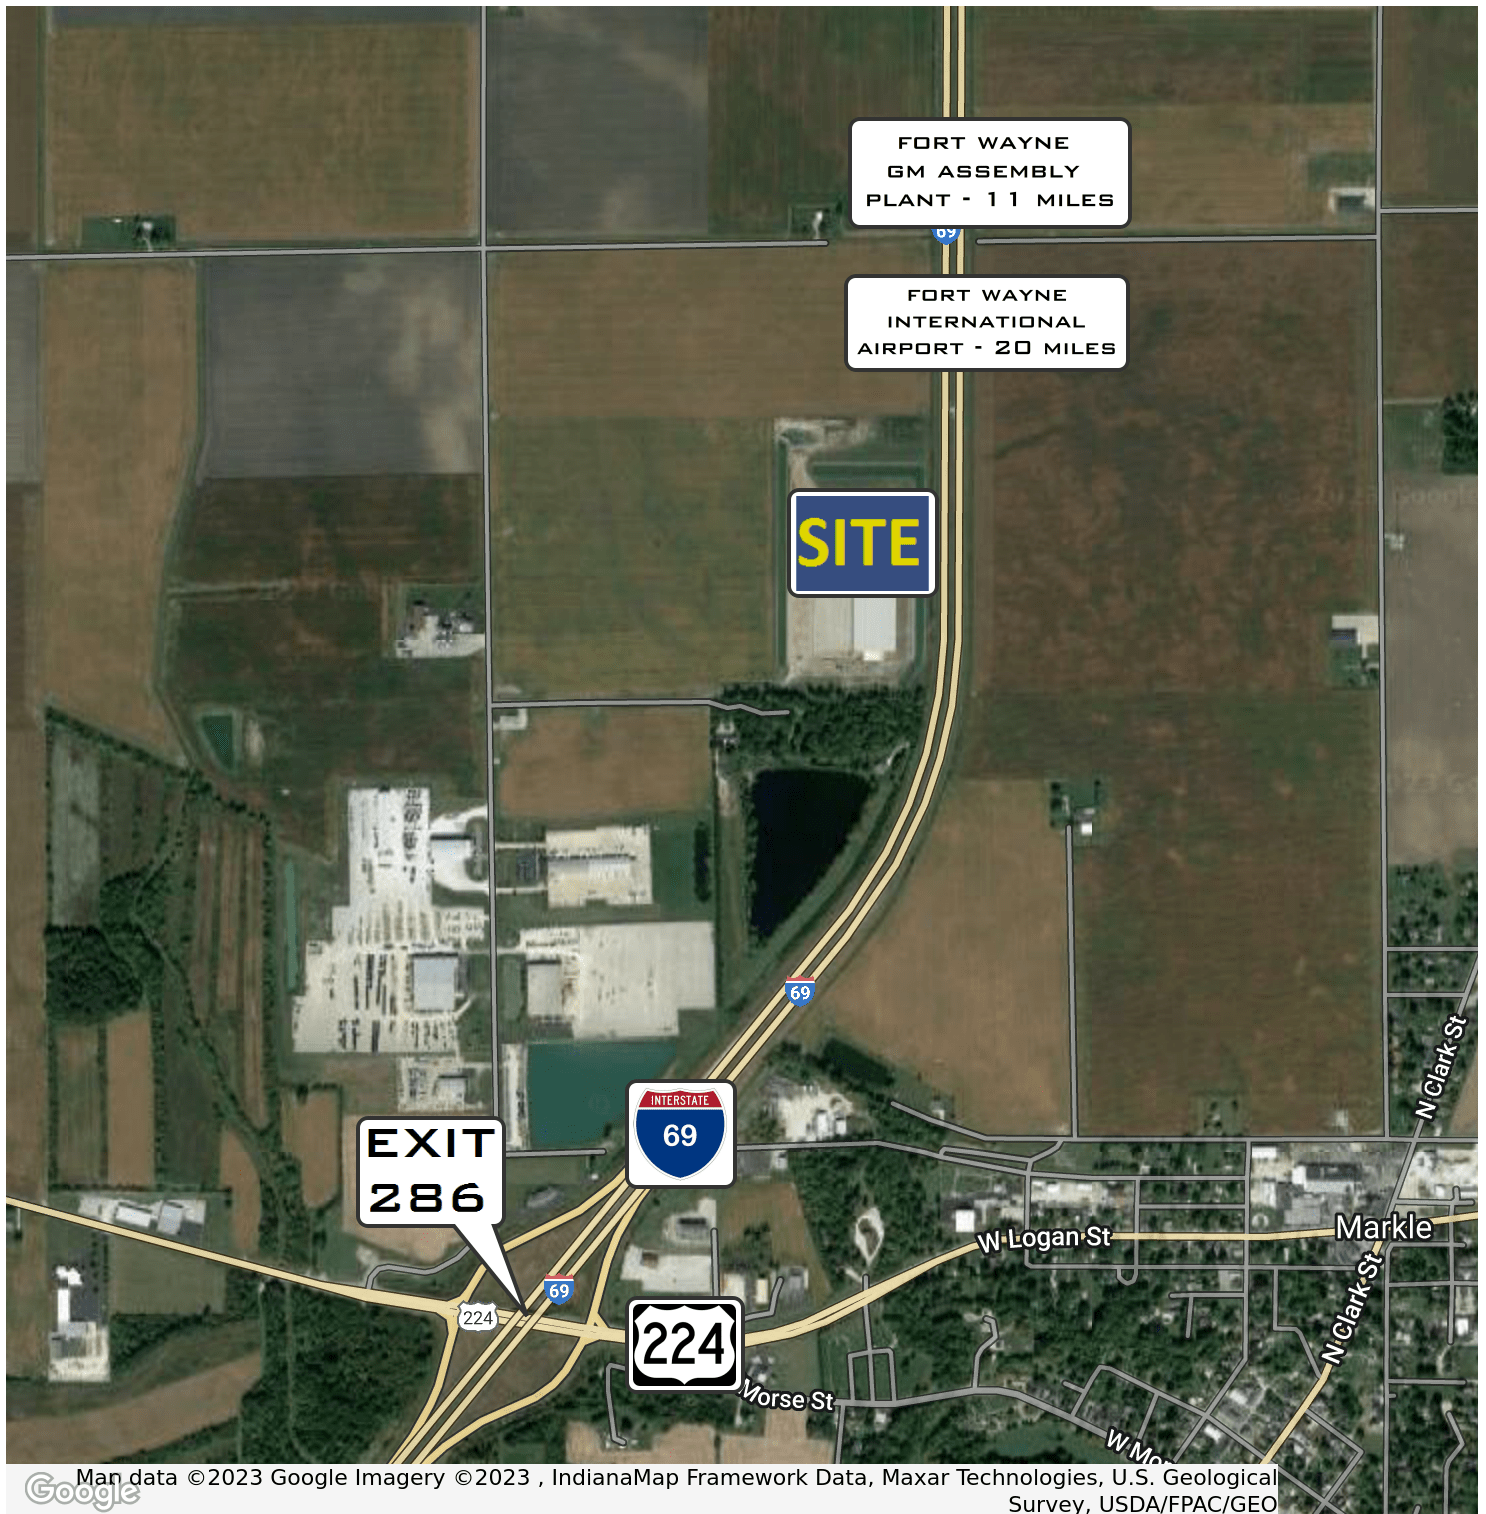 FORT WAYNE
GM ASSEMBLY
PLANT - 11 MILES
69
FORT WAYNE
INTERNATIONAL
AIRPORT - 20 MILES
SITE
69
N Clark St
INTERSTATE
69
EXIT
286
Markle
W Logan St
69
224
N Clark St
224
Morse St
W Mor
Google
Map data ©2023 Google Imagery ©2023 , IndianaMap Framework Data, Maxar Technologies, U.S. Geological
Survey, USDA/FPAC/GEO